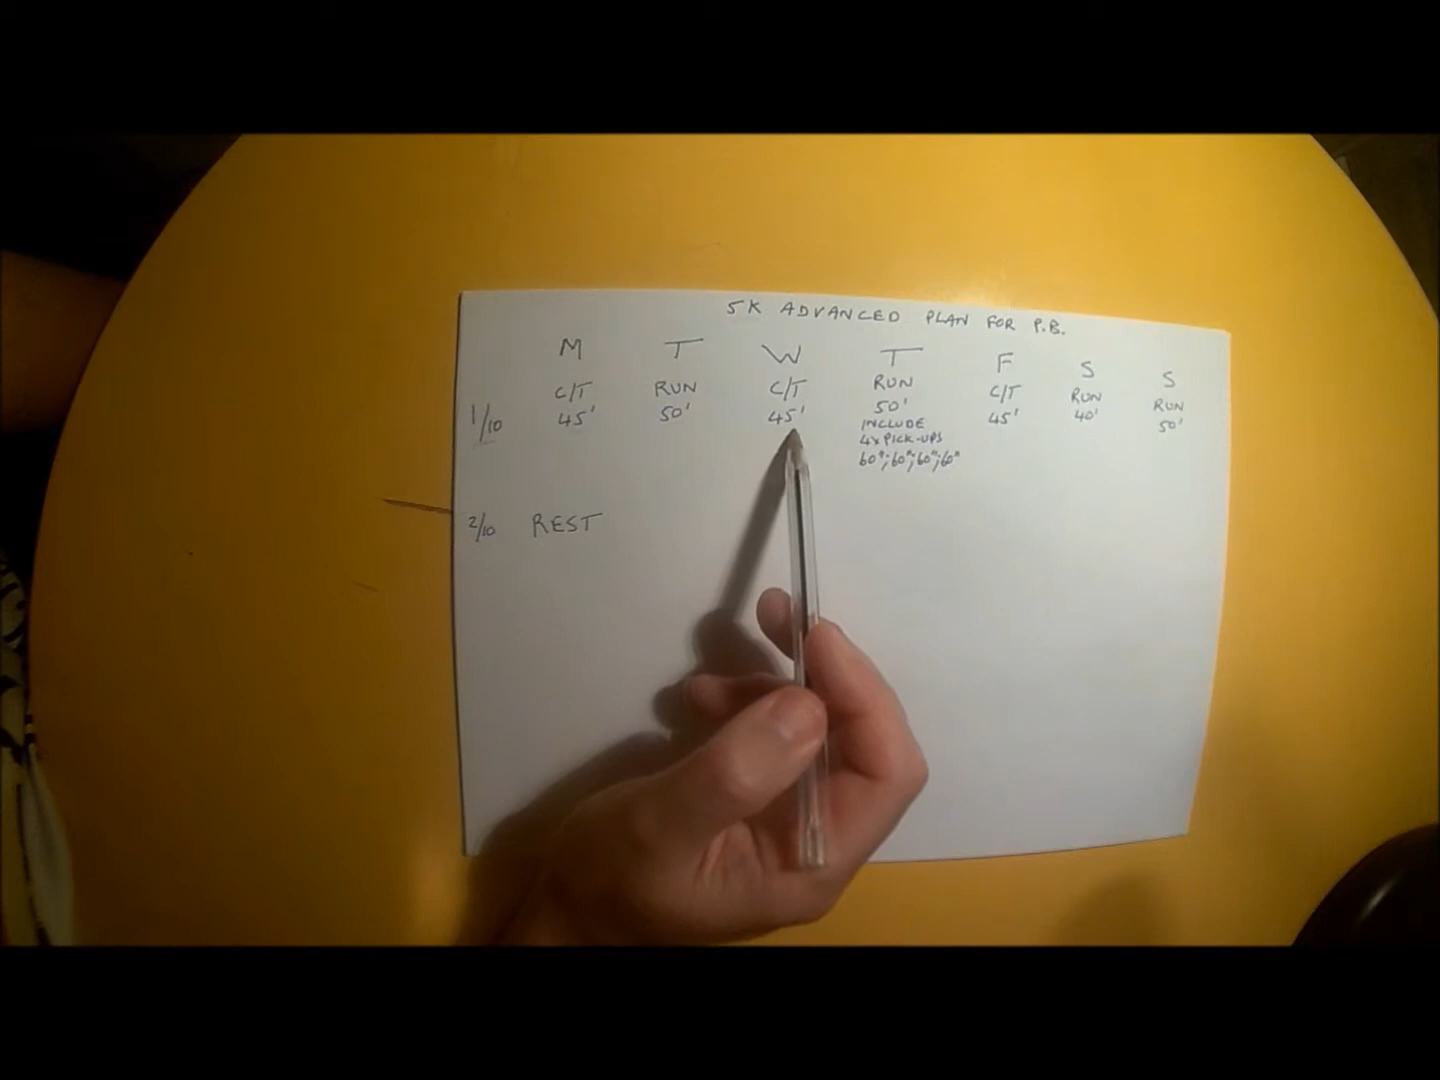 5K ADVANCED PLAN FOR P.B.
M T W T F S S
1/10 C/T 45' RUN 50' C/T 45' RUN 50' INCLUDE 4x PICK-UPS 60";60";60";60" C/T 45' RUN 40' RUN 50'
2/10 REST